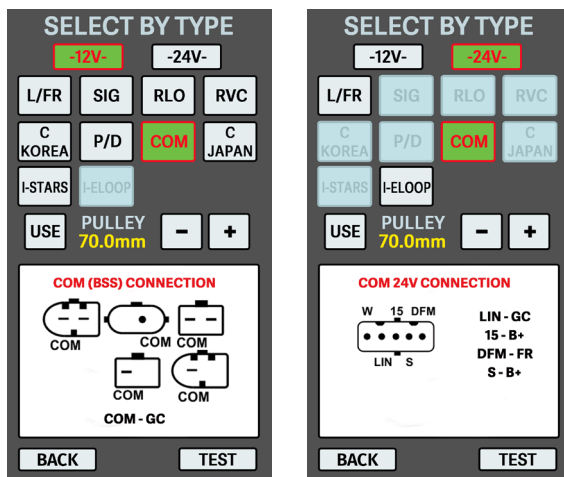 SELECT BY TYPE
-12V- -24V-
L/FR SIG RLO RVC
C KOREA P/D COM C JAPAN
I-STARS I-ELOOP
USE PULLEY 70.0mm - +
COM (BSS) CONNECTION
COM COM COM
COM COM
COM - GC
BACK TEST
SELECT BY TYPE
-12V- -24V-
L/FR SIG RLO RVC
C KOREA P/D COM C JAPAN
I-STARS I-ELOOP
USE PULLEY 70.0mm - +
COM 24V CONNECTION
W 15 DFM
LIN S
LIN - GC
15 - B+
DFM - FR
S - B+
BACK TEST